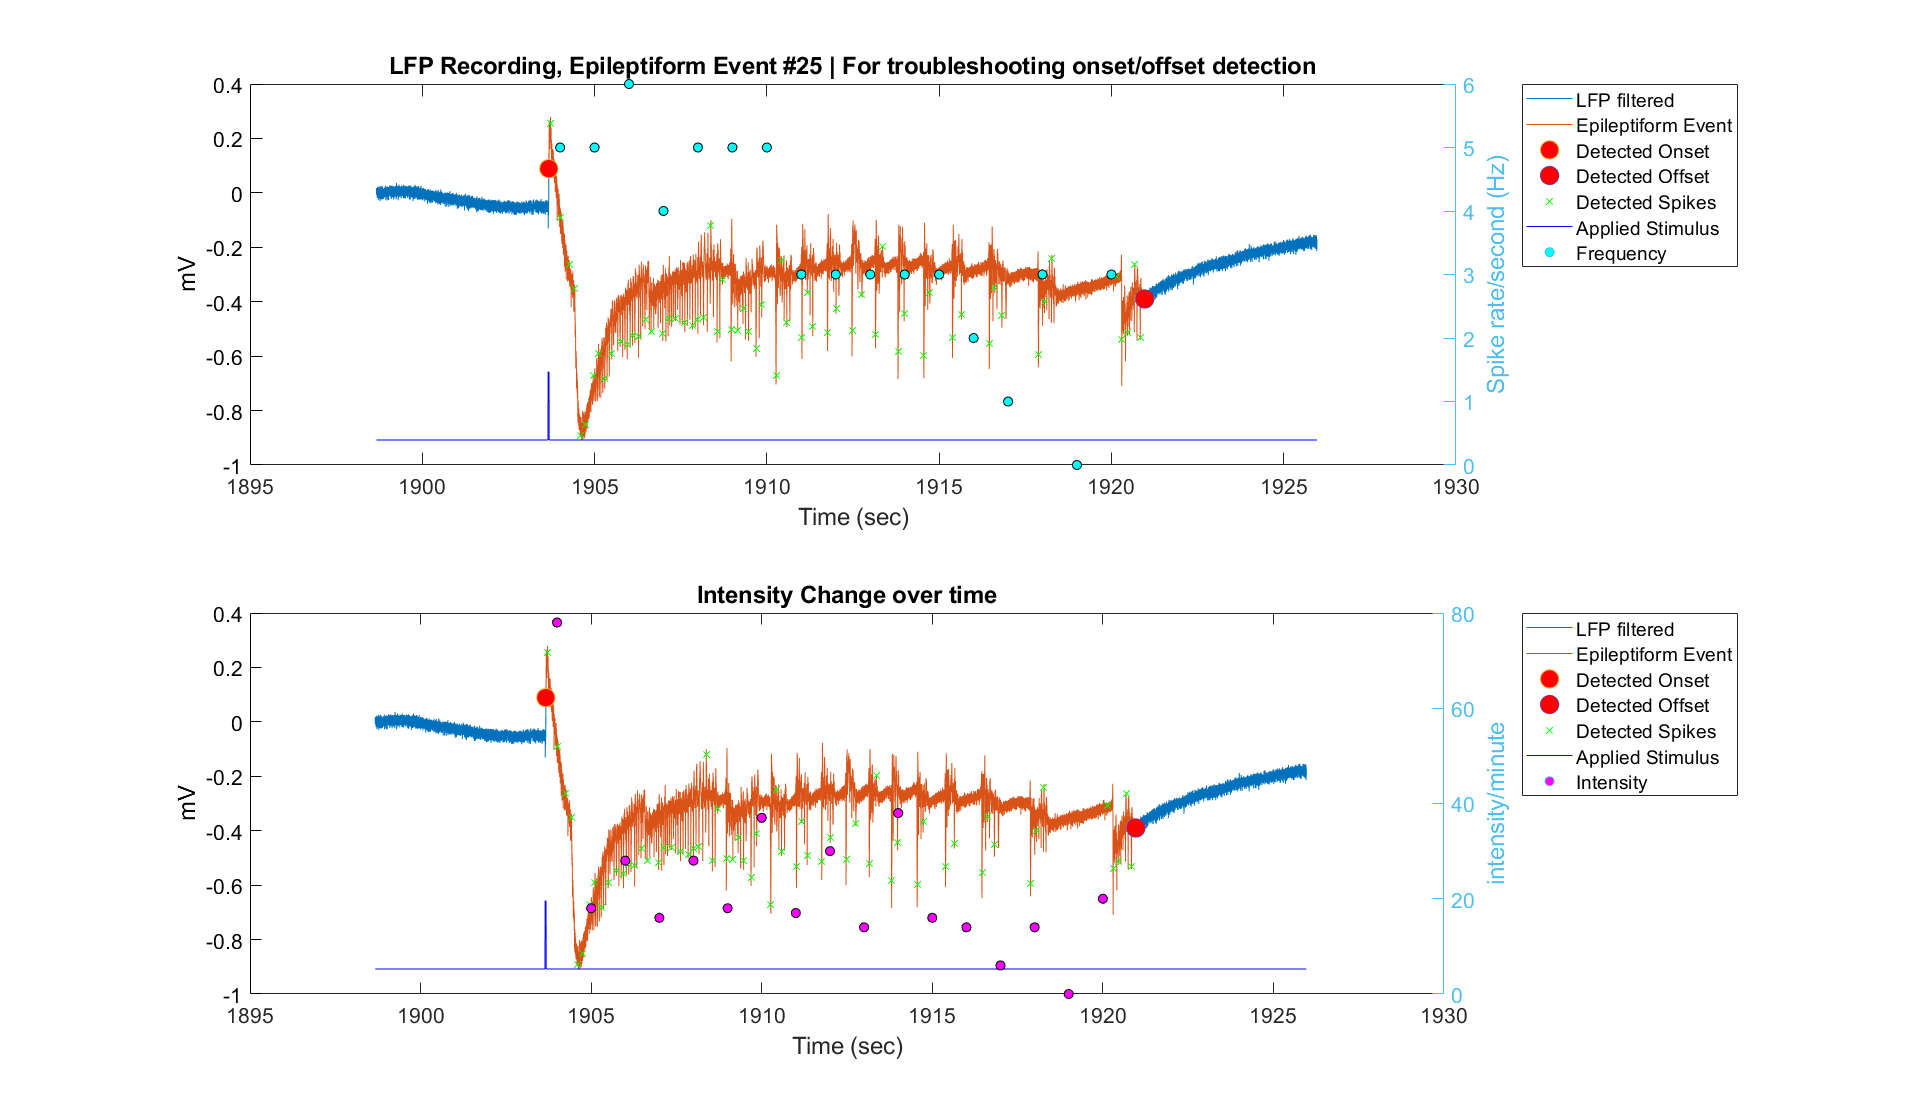 LFP Recording, Epileptiform Event #25 | For troubleshooting onset/offset detection
0.4
0.2
0
-0.2
-0.4
-0.6
-0.8
-1
mV
6
5
4
3
2
1
0
Spike rate/second (Hz)
1895 1900 1905 1910 1915 1920 1925 1930
Time (sec)
LFP filtered
Epileptiform Event
Detected Onset
Detected Offset
Detected Spikes
Applied Stimulus
Frequency
Intensity Change over time
0.4
0.2
0
-0.2
-0.4
-0.6
-0.8
-1
mV
80
60
40
20
0
intensity/minute
1895 1900 1905 1910 1915 1920 1925 1930
Time (sec)
LFP filtered
Epileptiform Event
Detected Onset
Detected Offset
Detected Spikes
Applied Stimulus
Intensity